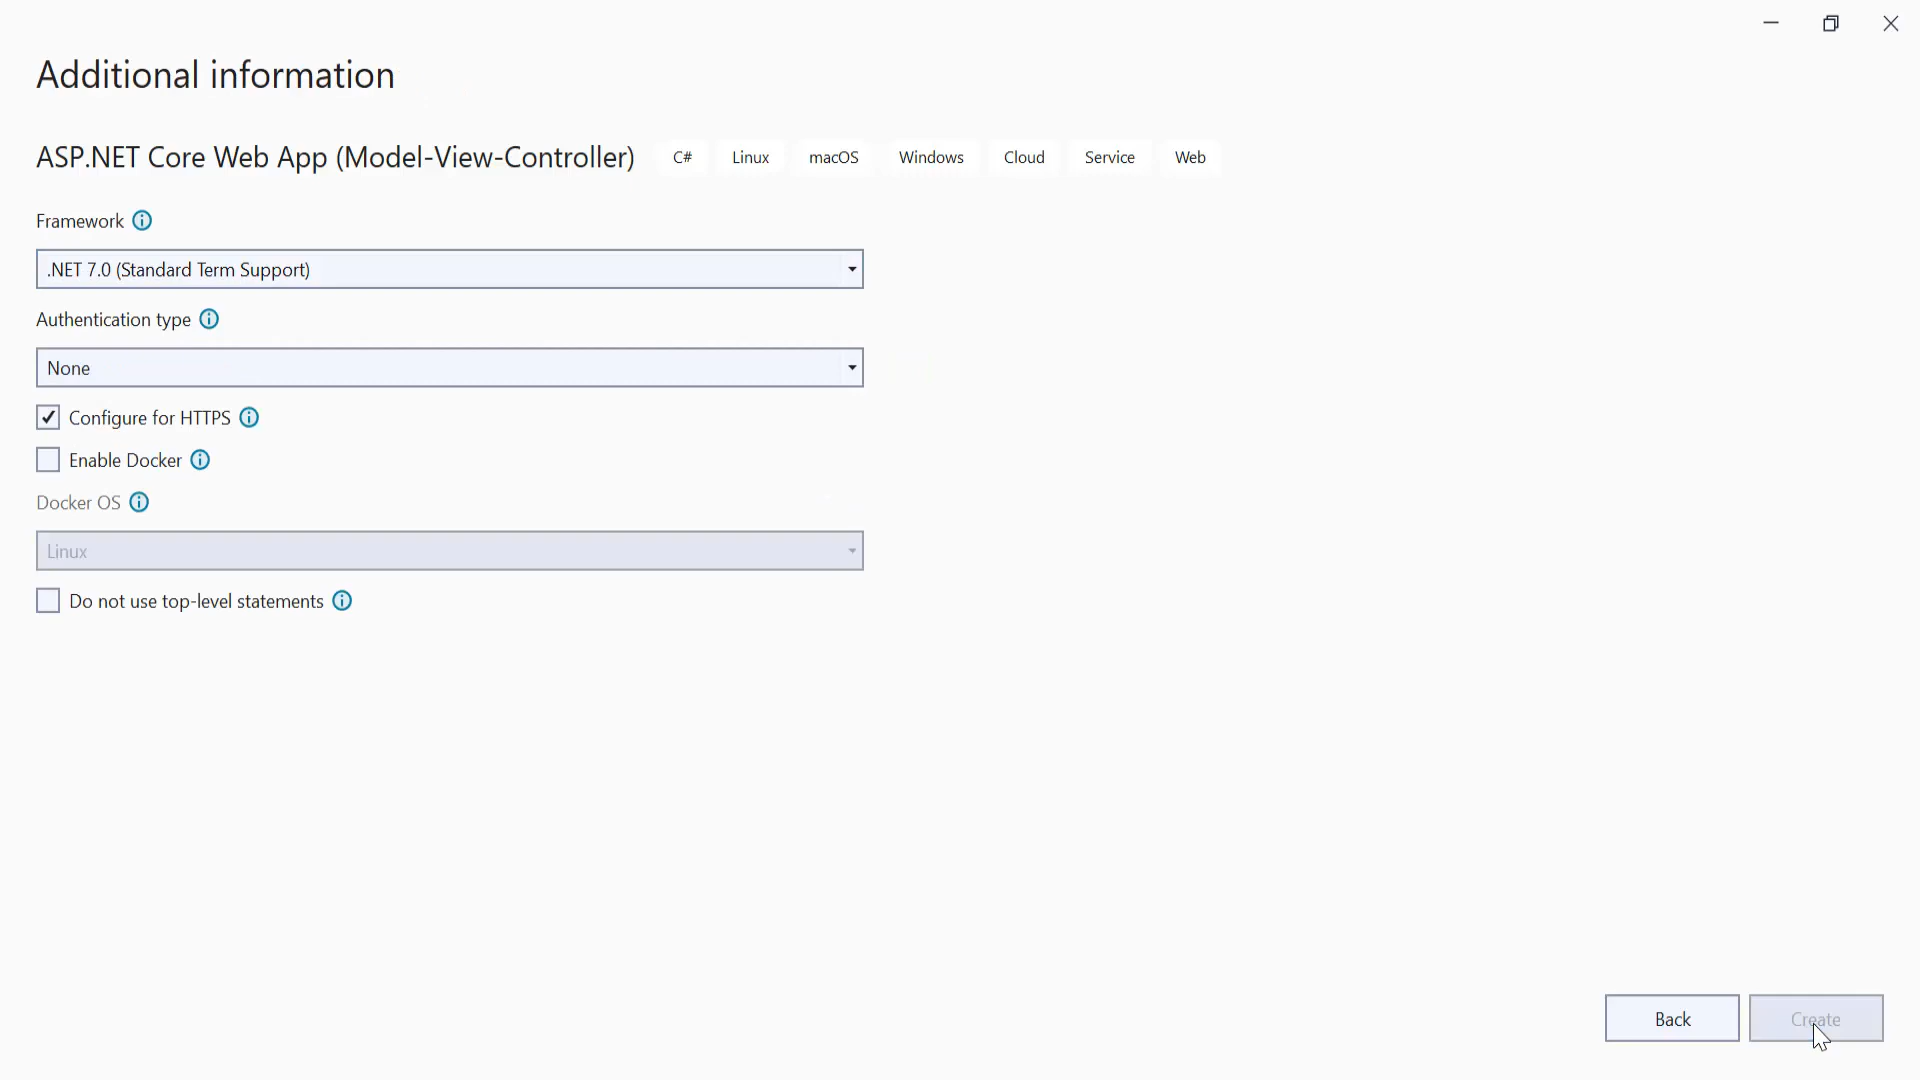 Additional information
ASP.NET Core Web App (Model-View-Controller) C# Linux macOS Windows Cloud Service Web
Framework
.NET 7.0 (Standard Term Support)
Authentication type
None
Configure for HTTPS
Enable Docker
Docker OS
Linux
Do not use top-level statements
Back Create